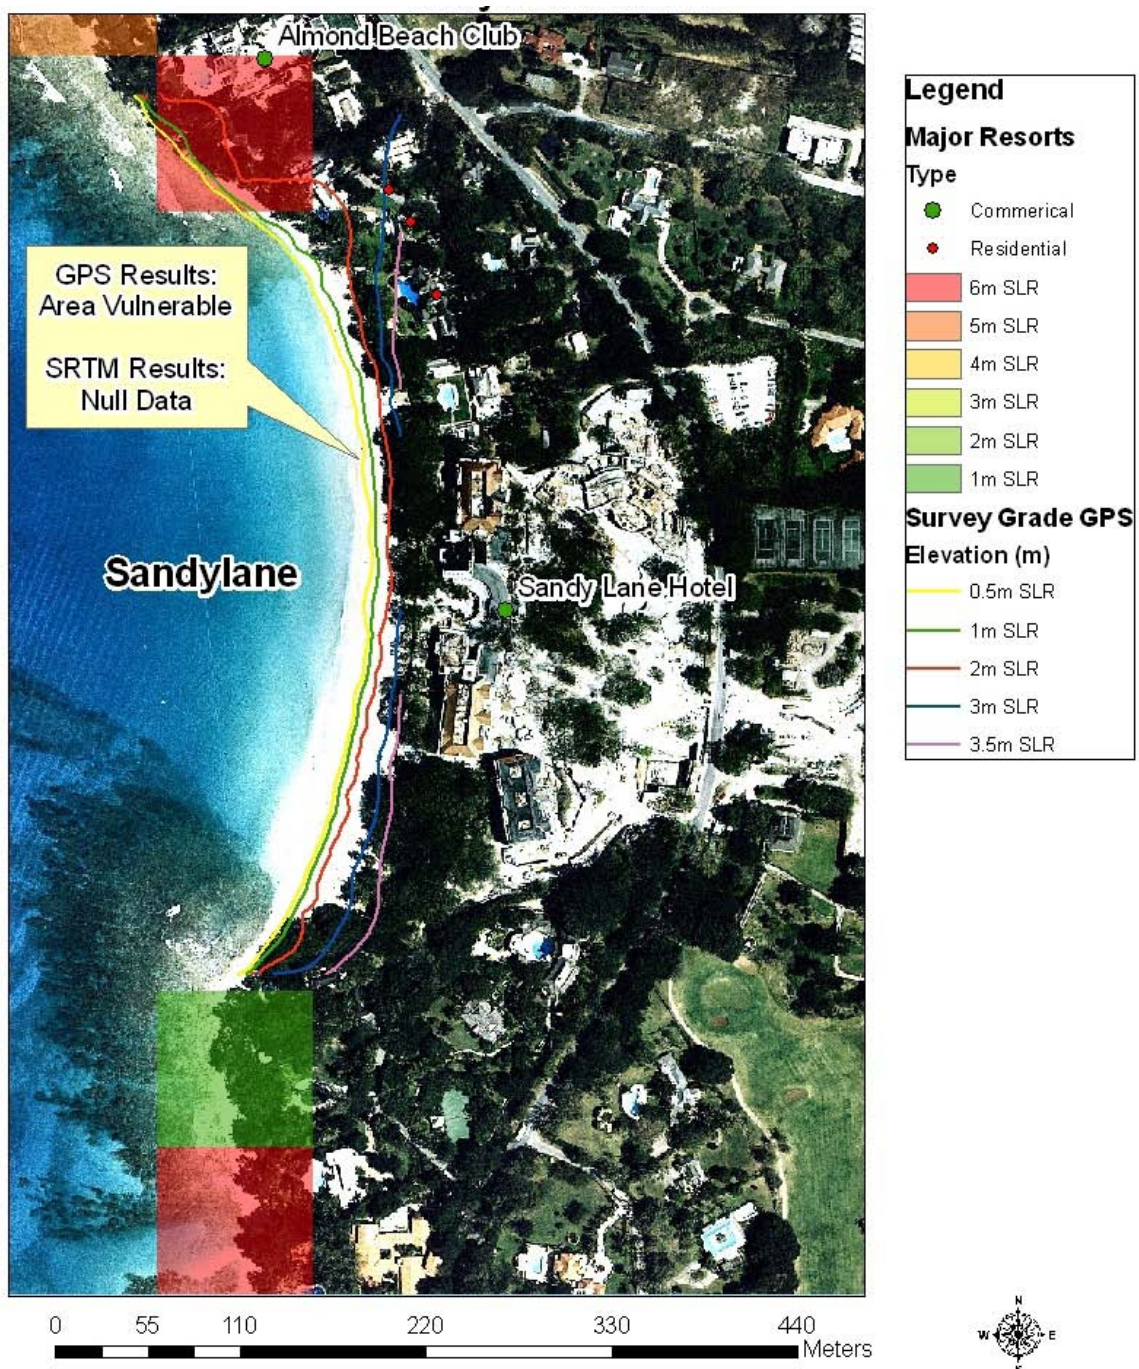 Almond Beach Club
GPS Results:
Area Vulnerable
SRTM Results:
Null Data
Sandylane
Sandy Lane Hotel
Legend
Major Resorts
Type
Commerical
Residential
6m SLR
5m SLR
4m SLR
3m SLR
2m SLR
1m SLR
Survey Grade GPS
Elevation (m)
0.5m SLR
1m SLR
2m SLR
3m SLR
3.5m SLR
0 55 110 220 330 440
Meters
N
W E